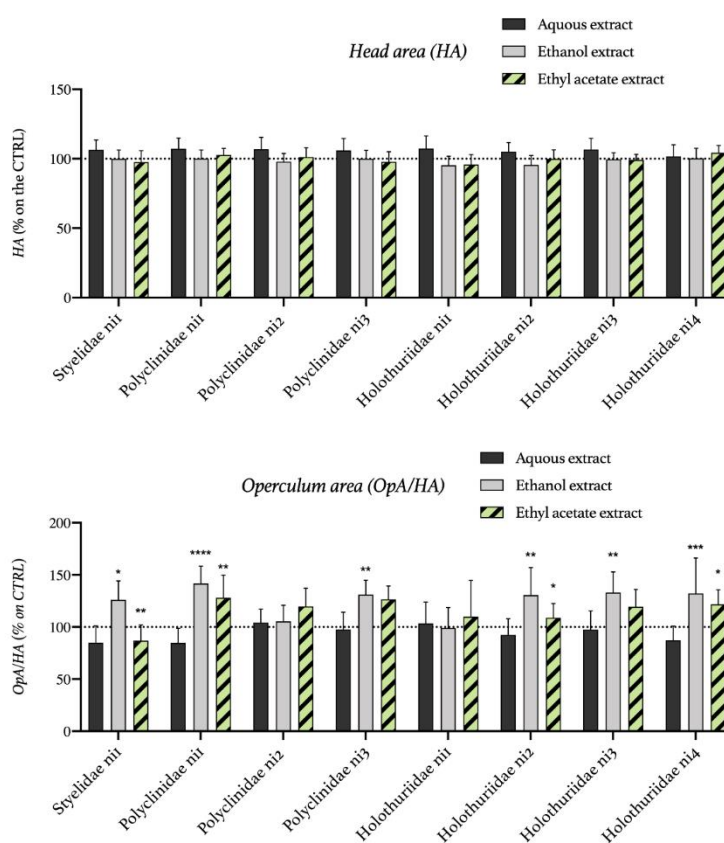 Aquous extract
Head area (HA)
Ethanol extract
Ethyl acetate extract
150
100
50
0
HA (% on the CTRL)
Styelidae ni1
Polyclinidae ni1
Polyclinidae ni2
Polyclinidae ni3
Holothuriidae ni1
Holothuriidae ni2
Holothuriidae ni3
Holothuriidae ni4
Aquous extract
Operculum area (OpA/HA)
Ethanol extract
Ethyl acetate extract
200
150
100
50
0
OpA/HA (% on CTRL)
* ** **** ** ** ** * ** *** *
Styelidae ni1
Polyclinidae ni1
Polyclinidae ni2
Polyclinidae ni3
Holothuriidae ni1
Holothuriidae ni2
Holothuriidae ni3
Holothuriidae ni4